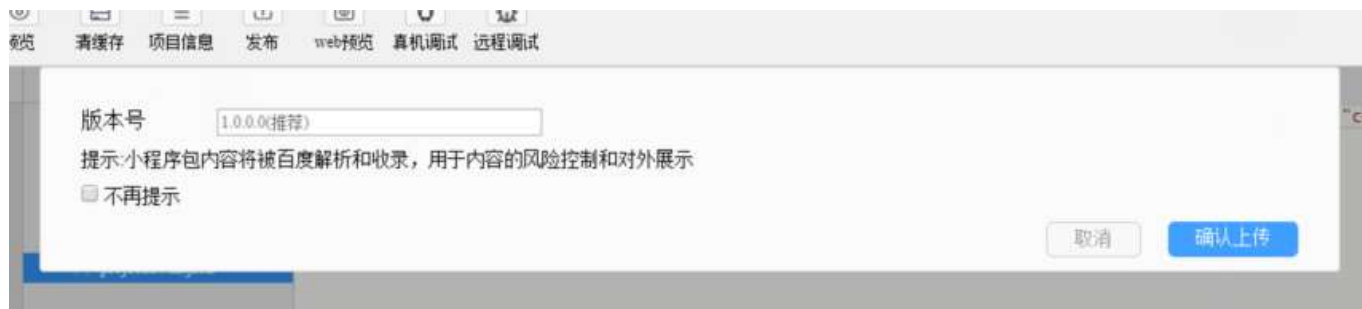 览 清缓存 项目信息 发布 web预览 真机调试 远程调试
版本号 1.0.0.0(推荐)
"c
提示:小程序包内容将被百度解析和收录，用于内容的风险控制和对外展示
不再提示
取消 确认上传